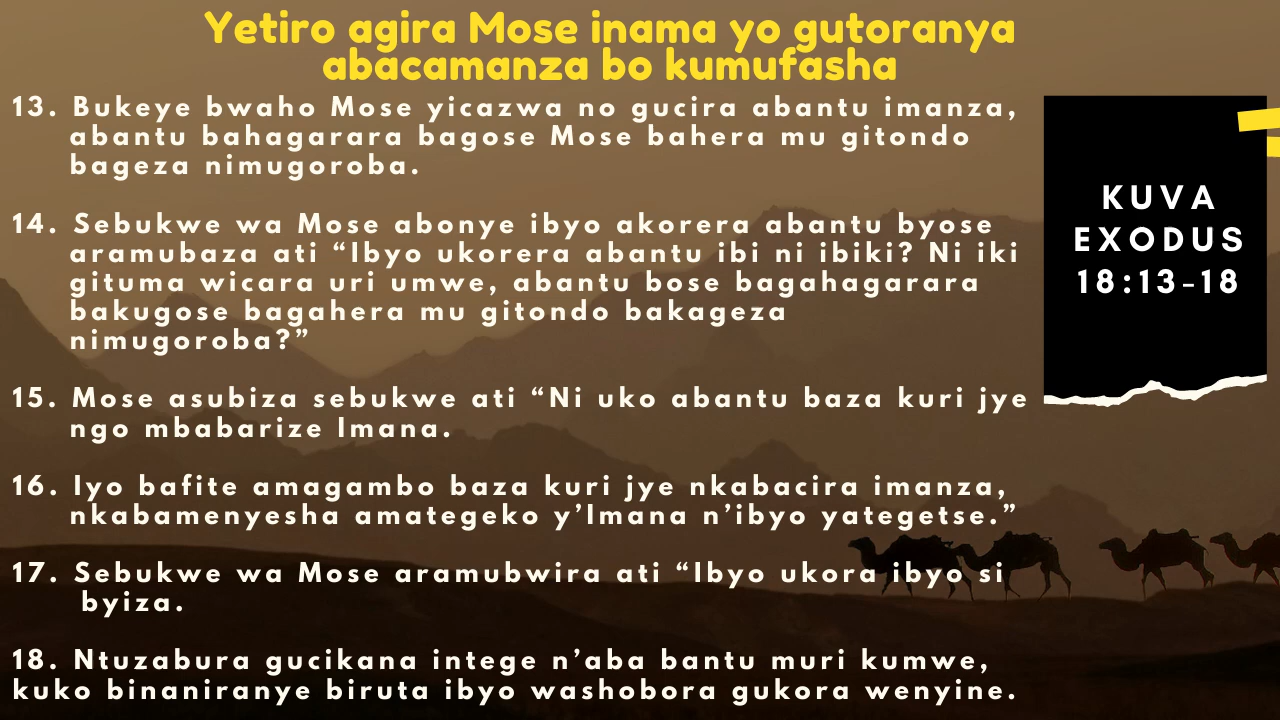 Yetiro agira Mose inama yo gutoranya
abacamanza bo kumufasha
13. Bukeye bwaho Mose yicazwa no gucira abantu imanza,
abantu bahagarara bagose Mose bahera mu gitondo
bageza nimugoroba.
14. Sebukwe wa Mose abonye ibyo akorera abantu byose
aramubaza ati “Ibyo ukorera abantu ibi ni ibiki? Ni iki
gituma wicara uri umwe, abantu bose bagahagarara
bakugose bagahera mu gitondo bakageza
nimugoroba?”
15. Mose asubiza sebukwe ati “Ni uko abantu baza kuri jye
ngo mbabarize Imana.
16. Iyo bafite amagambo baza kuri jye nkabacira imanza,
nkabamenyesha amategeko y’Imana n’ibyo yategetse.”
17. Sebukwe wa Mose aramubwira ati “Ibyo ukora ibyo si
byiza.
18. Ntuzabura gucikana intege n’aba bantu muri kumwe,
kuko binaniranye biruta ibyo washobora gukora wenyine.
KUVA
EXODUS
18:13-18